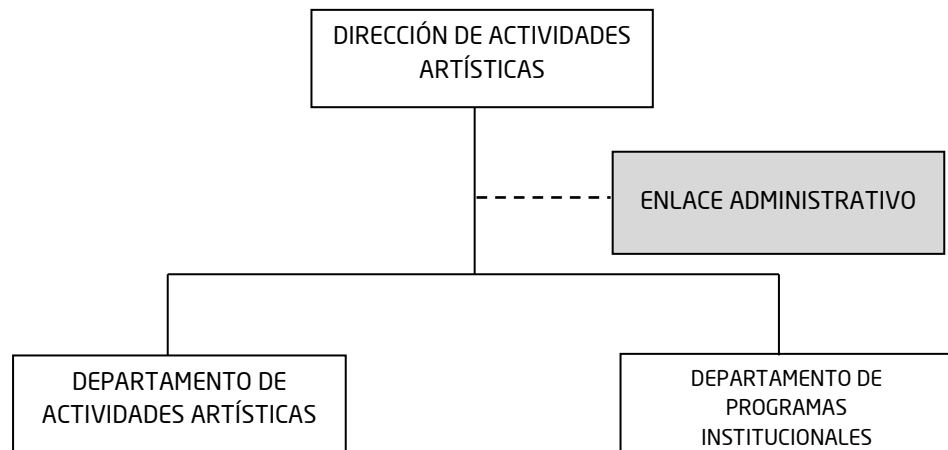 DIRECCIÓN DE ACTIVIDADES
ARTÍSTICAS
ENLACE ADMINISTRATIVO
DEPARTAMENTO DE
ACTIVIDADES ARTÍSTICAS
DEPARTAMENTO DE
PROGRAMAS
INSTITUCIONALES